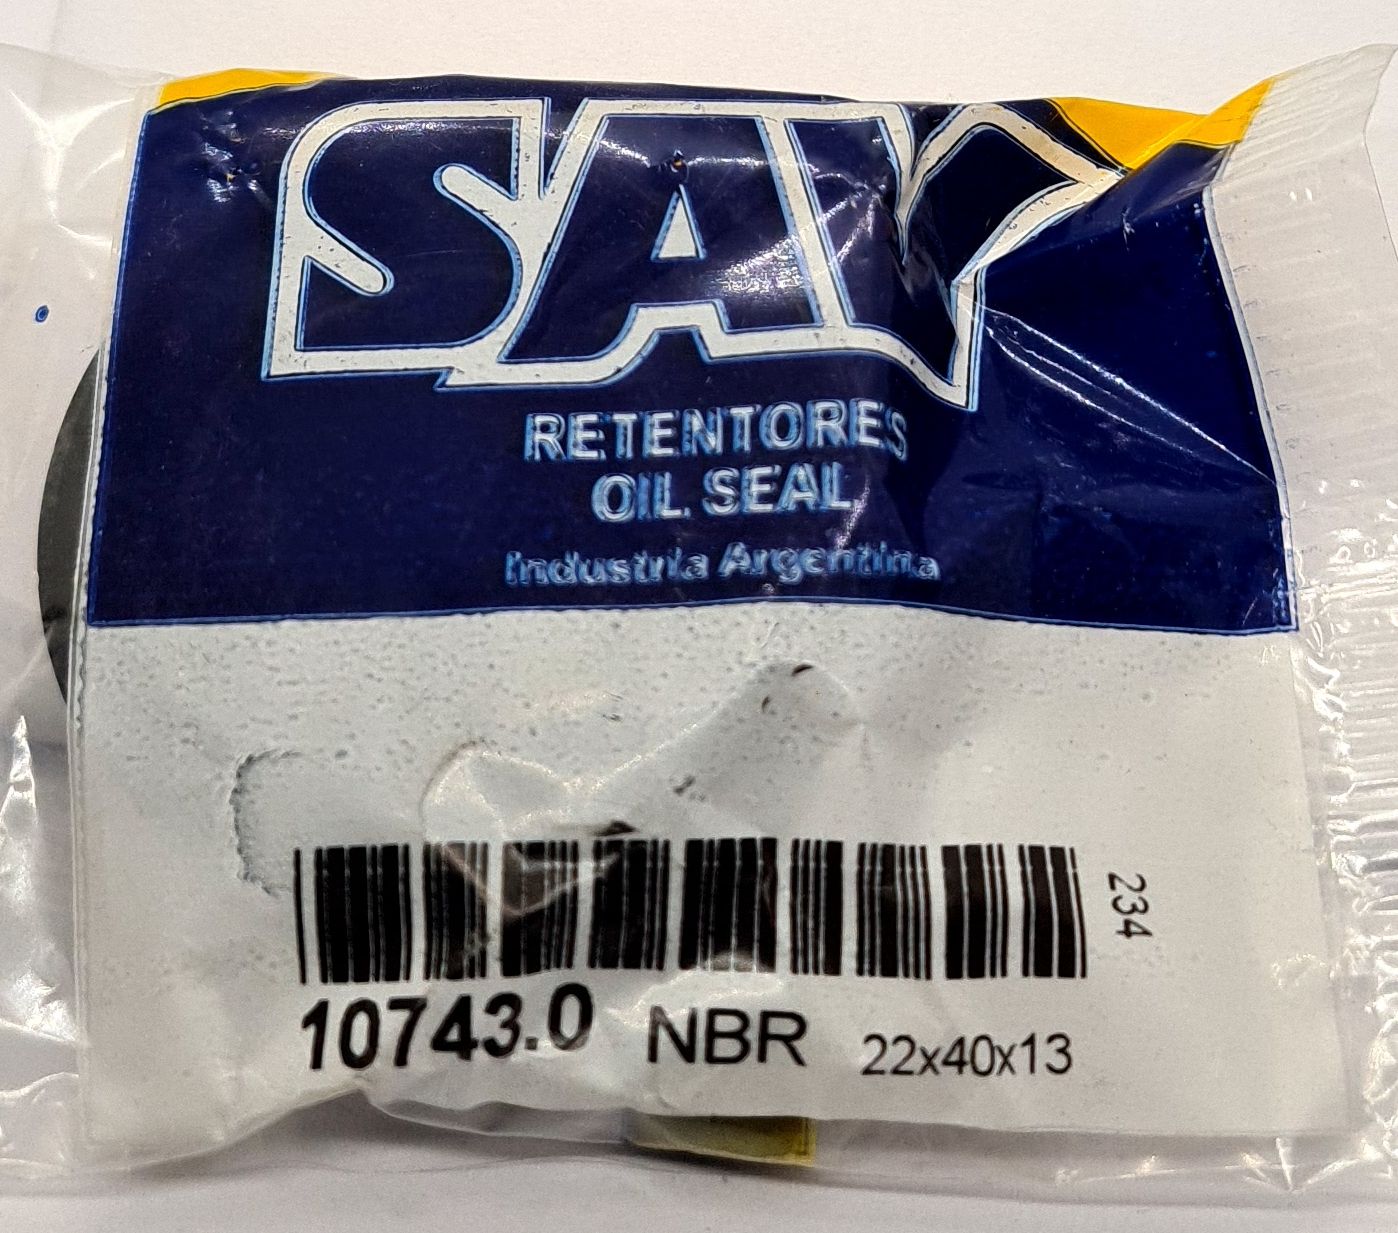 SAV
RETENTORES
OIL SEAL
Industria Argentina
234
10743.0 NBR 22x40x13